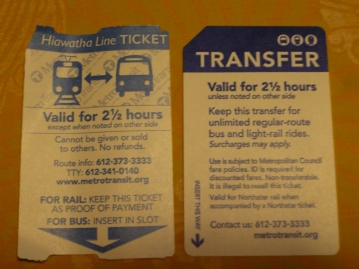 Hiawatha Line TICKET
Valid for 2½ hours
except when noted on other side
Cannot be given or sold
to others. No refunds.
Route info: 612-373-3333
TTY: 612-341-0140
www.metrotransit.org
FOR RAIL: KEEP THIS TICKET
AS PROOF OF PAYMENT
FOR BUS: INSERT IN SLOT
TRANSFER
Valid for 2½ hours
unless noted on other side
Keep this transfer for
unlimited regular-route
bus and light-rail rides.
Surcharges may apply.
Use is subject to Metropolitan Council
fare policies. ID is required for
discounted fares. Non-transferable.
It is illegal to resell this ticket.
Valid for Northstar rail when
accompanied by a Northstar ticket.
Contact us: 612-373-3333
metrotransit.org
INSERT THIS WAY